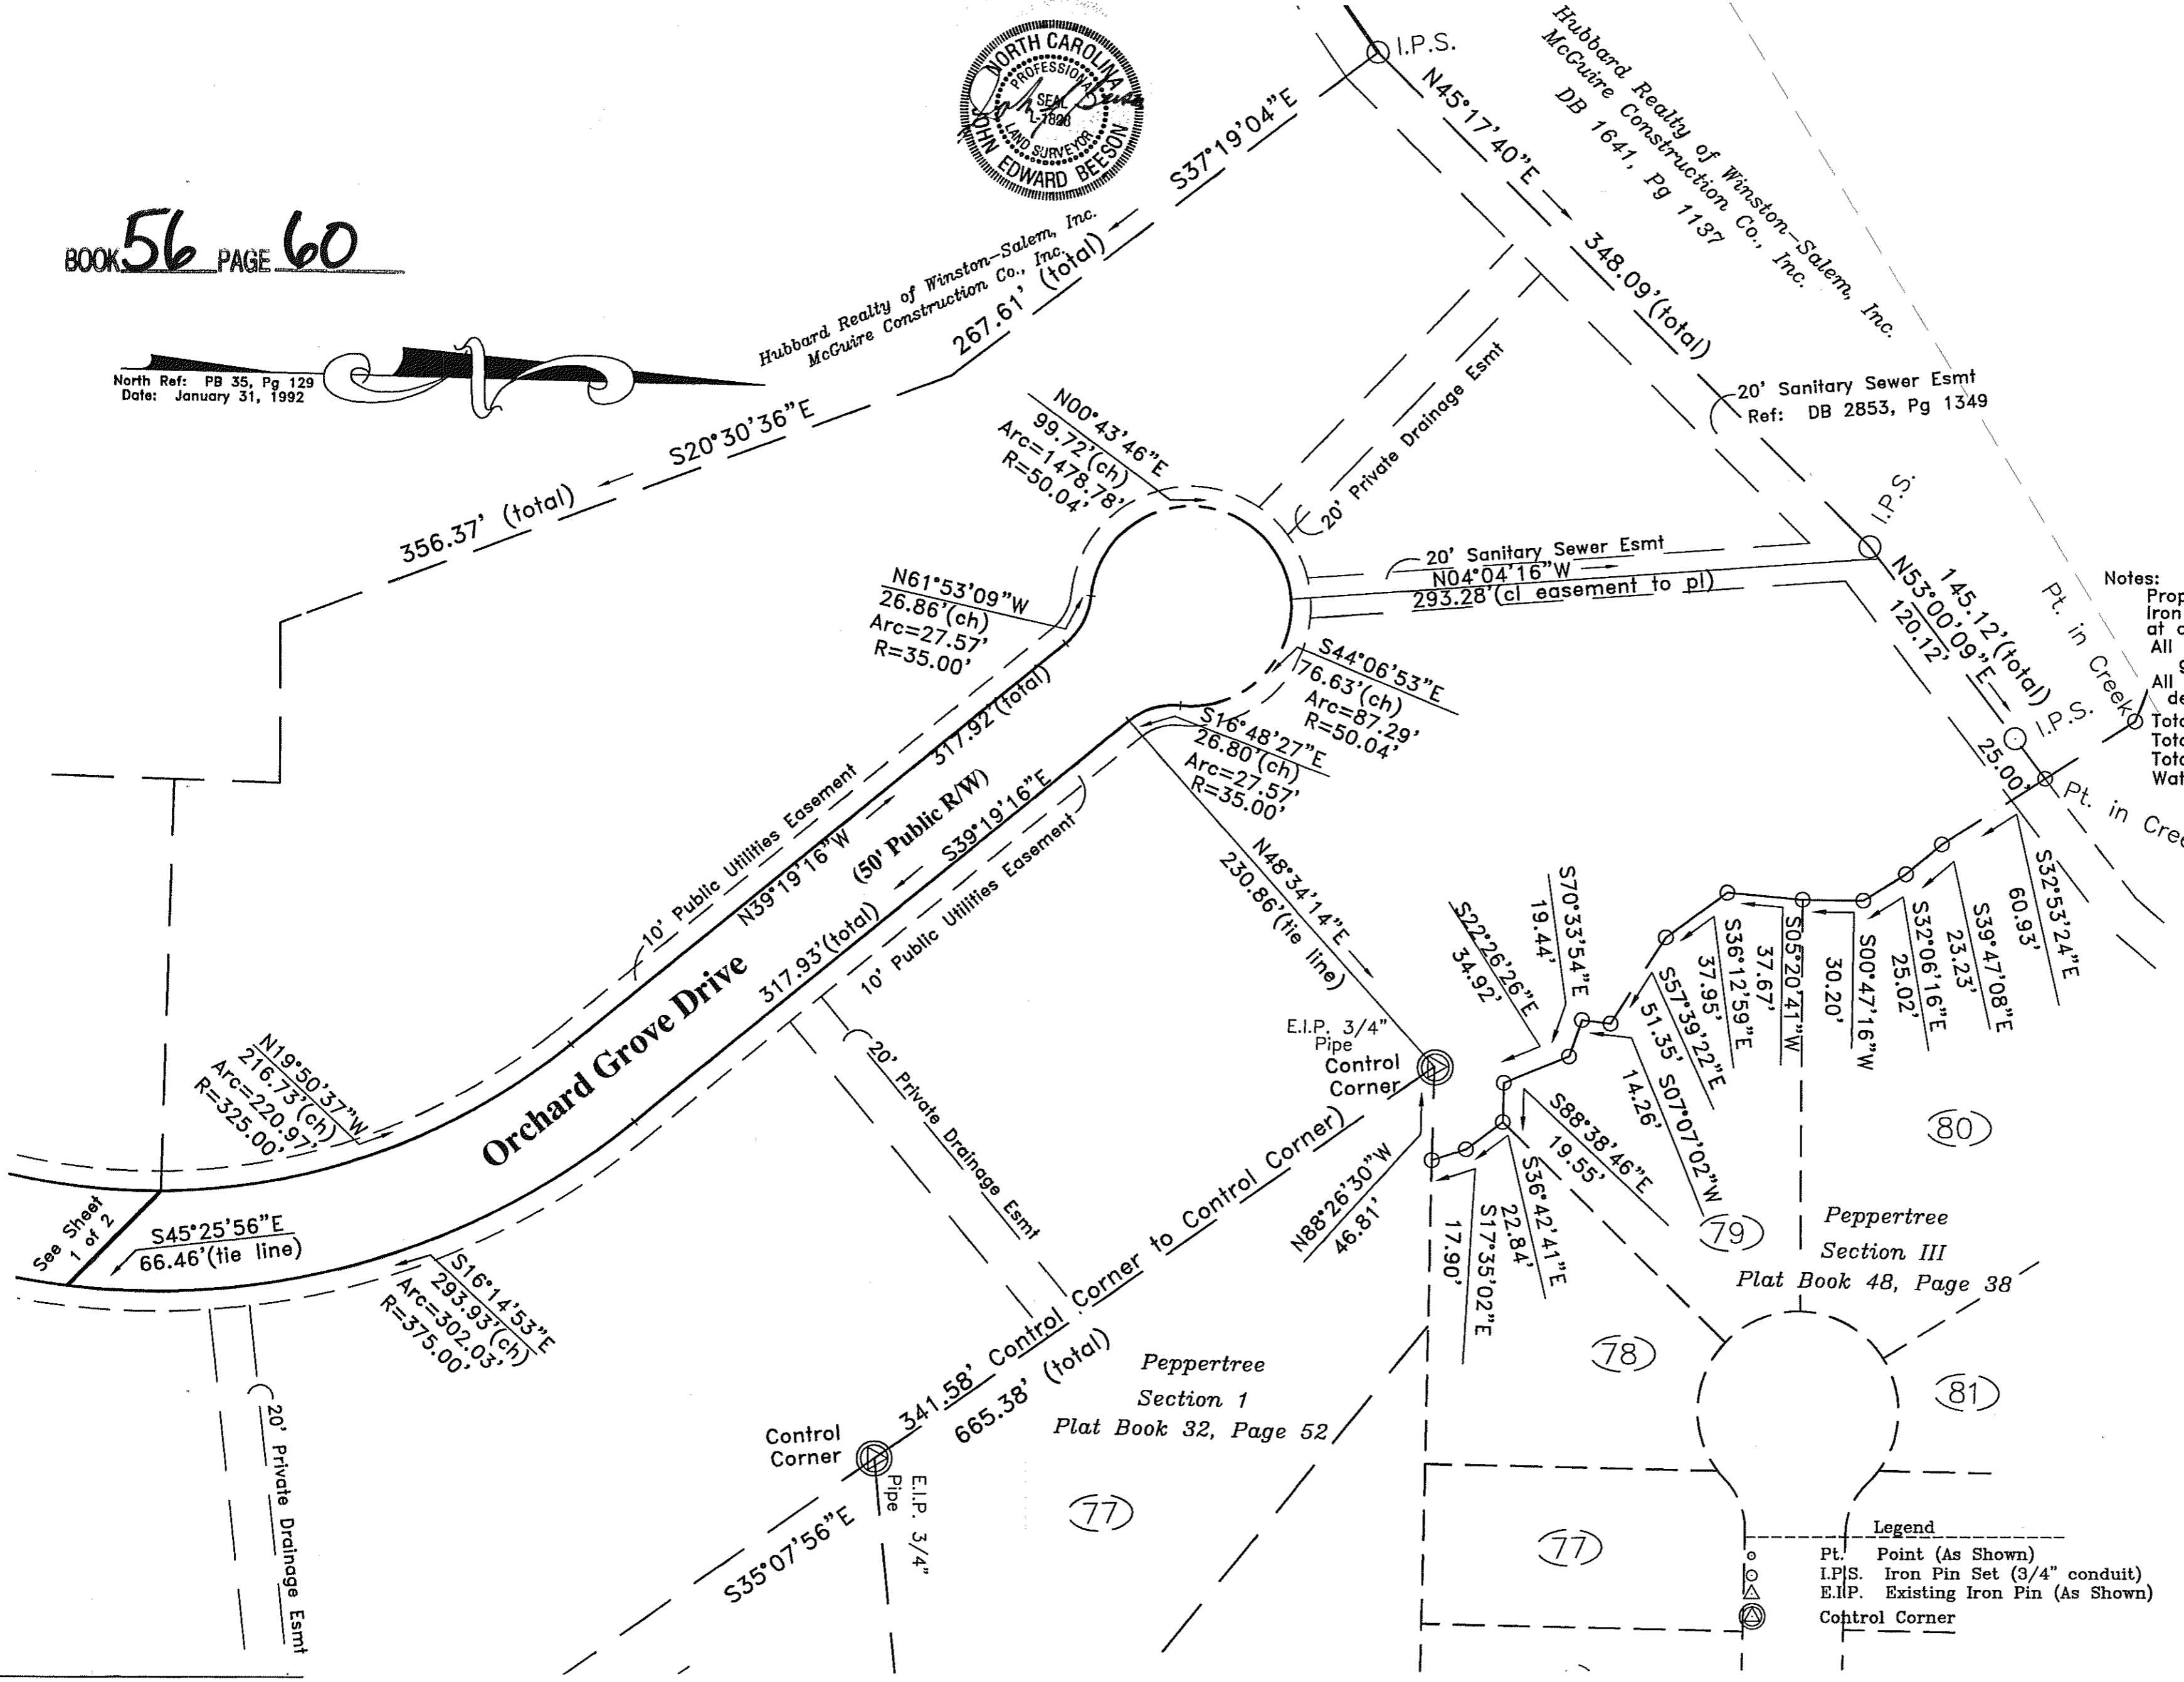 BOOK 56 PAGE 60
North Ref: PB 35, Pg 129
Date: January 31, 1992
NORTH CAROLINA
PROFESSIONAL
SEAL
L-1828
LAND SURVEYOR
JOHN EDWARD BEESON
I.P.S.
Hubbard Realty of Winston-Salem, Inc.
McGuire Construction Co., Inc.
DB 1641, Pg 1137
N45°17'40"E
348.09'(total)
S37°19'04"E
267.61' (total)
Hubbard Realty of Winston-Salem, Inc.
McGuire Construction Co., Inc.
S20°30'36"E
356.37' (total)
20' Sanitary Sewer Esmt
Ref: DB 2853, Pg 1349
N00°43'46"E
99.72'(ch)
Arc=1478.78'
R=50.04'
20' Private Drainage Esmt
I.P.S.
20' Sanitary Sewer Esmt
N04°04'16"W
293.28'(cl easement to pl)
N53°00'09"E
145.12'(total)
120.12'
Pt. in Creek
I.P.S.
25.00'
Pt. in Cree
Notes:
Prop
Iron
at c
All
g
All
de
Tota
Tota
Tota
Wat
N61°53'09"W
26.86'(ch)
Arc=27.57'
R=35.00'
S44°06'53"E
76.63'(ch)
Arc=87.29'
R=50.04'
S16°48'27"E
26.80'(ch)
Arc=27.57'
R=35.00'
317.92'(total)
N39°19'16"W
10' Public Utilities Easement
(50' Public R/W)
S39°19'16"E
317.93'(total)
10' Public Utilities Easement
Orchard Grove Drive
N48°34'14"E
230.86'(tie line)
S32°53'24"E
60.93'
S39°47'08"E
23.23'
S32°06'16"E
25.02'
S00°47'16"W
30.20'
S05°20'41"W
37.67'
S36°12'59"E
37.95'
S57°39'22"E
51.35'
S07°07'02"W
14.26'
S70°33'54"E
19.44'
S22°26'26"E
34.92'
S88°38'46"E
19.55'
S36°42'41"E
22.84'
S17°35'02"E
17.90'
N88°26'30"W
46.81'
E.I.P. 3/4"
Pipe
Control
Corner
N19°50'37"W
216.73'(ch)
Arc=220.97'
R=325.00'
20' Private Drainage Esmt
See Sheet
1 of 2
S45°25'56"E
66.46'(tie line)
S16°14'53"E
293.93'(ch)
Arc=302.03'
R=375.00'
20' Private Drainage Esmt
341.58' Control Corner to Control Corner)
665.38' (total)
Control
Corner
E.I.P. 3/4"
Pipe
S35°07'56"E
Peppertree
Section 1
Plat Book 32, Page 52
77
80
79
Peppertree
Section III
Plat Book 48, Page 38
78
81
77
Legend
Pt. Point (As Shown)
I.P.S. Iron Pin Set (3/4" conduit)
E.I.P. Existing Iron Pin (As Shown)
Control Corner